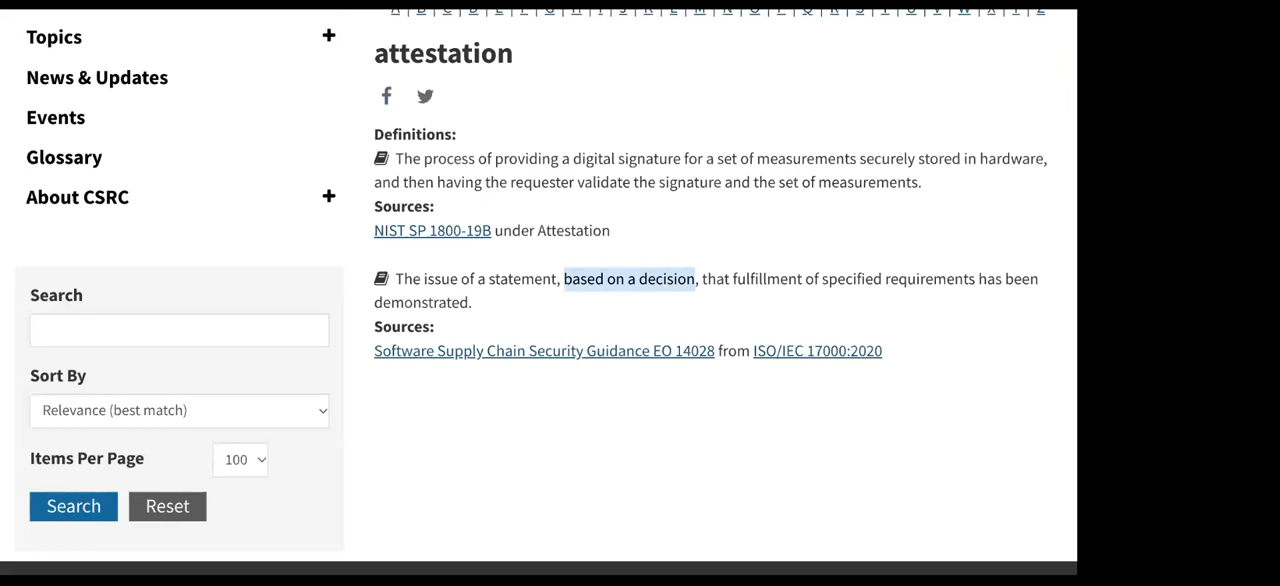 A | B | C | D | E | F | G | H | I | J | K | L | M | N | O | P | Q | R | S | T | U | V | W | X | Y | Z
Topics +
News & Updates
Events
Glossary
About CSRC +
Search
Sort By
Relevance (best match)
Items Per Page 100
Search Reset
attestation
Definitions:
The process of providing a digital signature for a set of measurements securely stored in hardware,
and then having the requester validate the signature and the set of measurements.
Sources:
NIST SP 1800-19B under Attestation
The issue of a statement, based on a decision, that fulfillment of specified requirements has been
demonstrated.
Sources:
Software Supply Chain Security Guidance EO 14028 from ISO/IEC 17000:2020